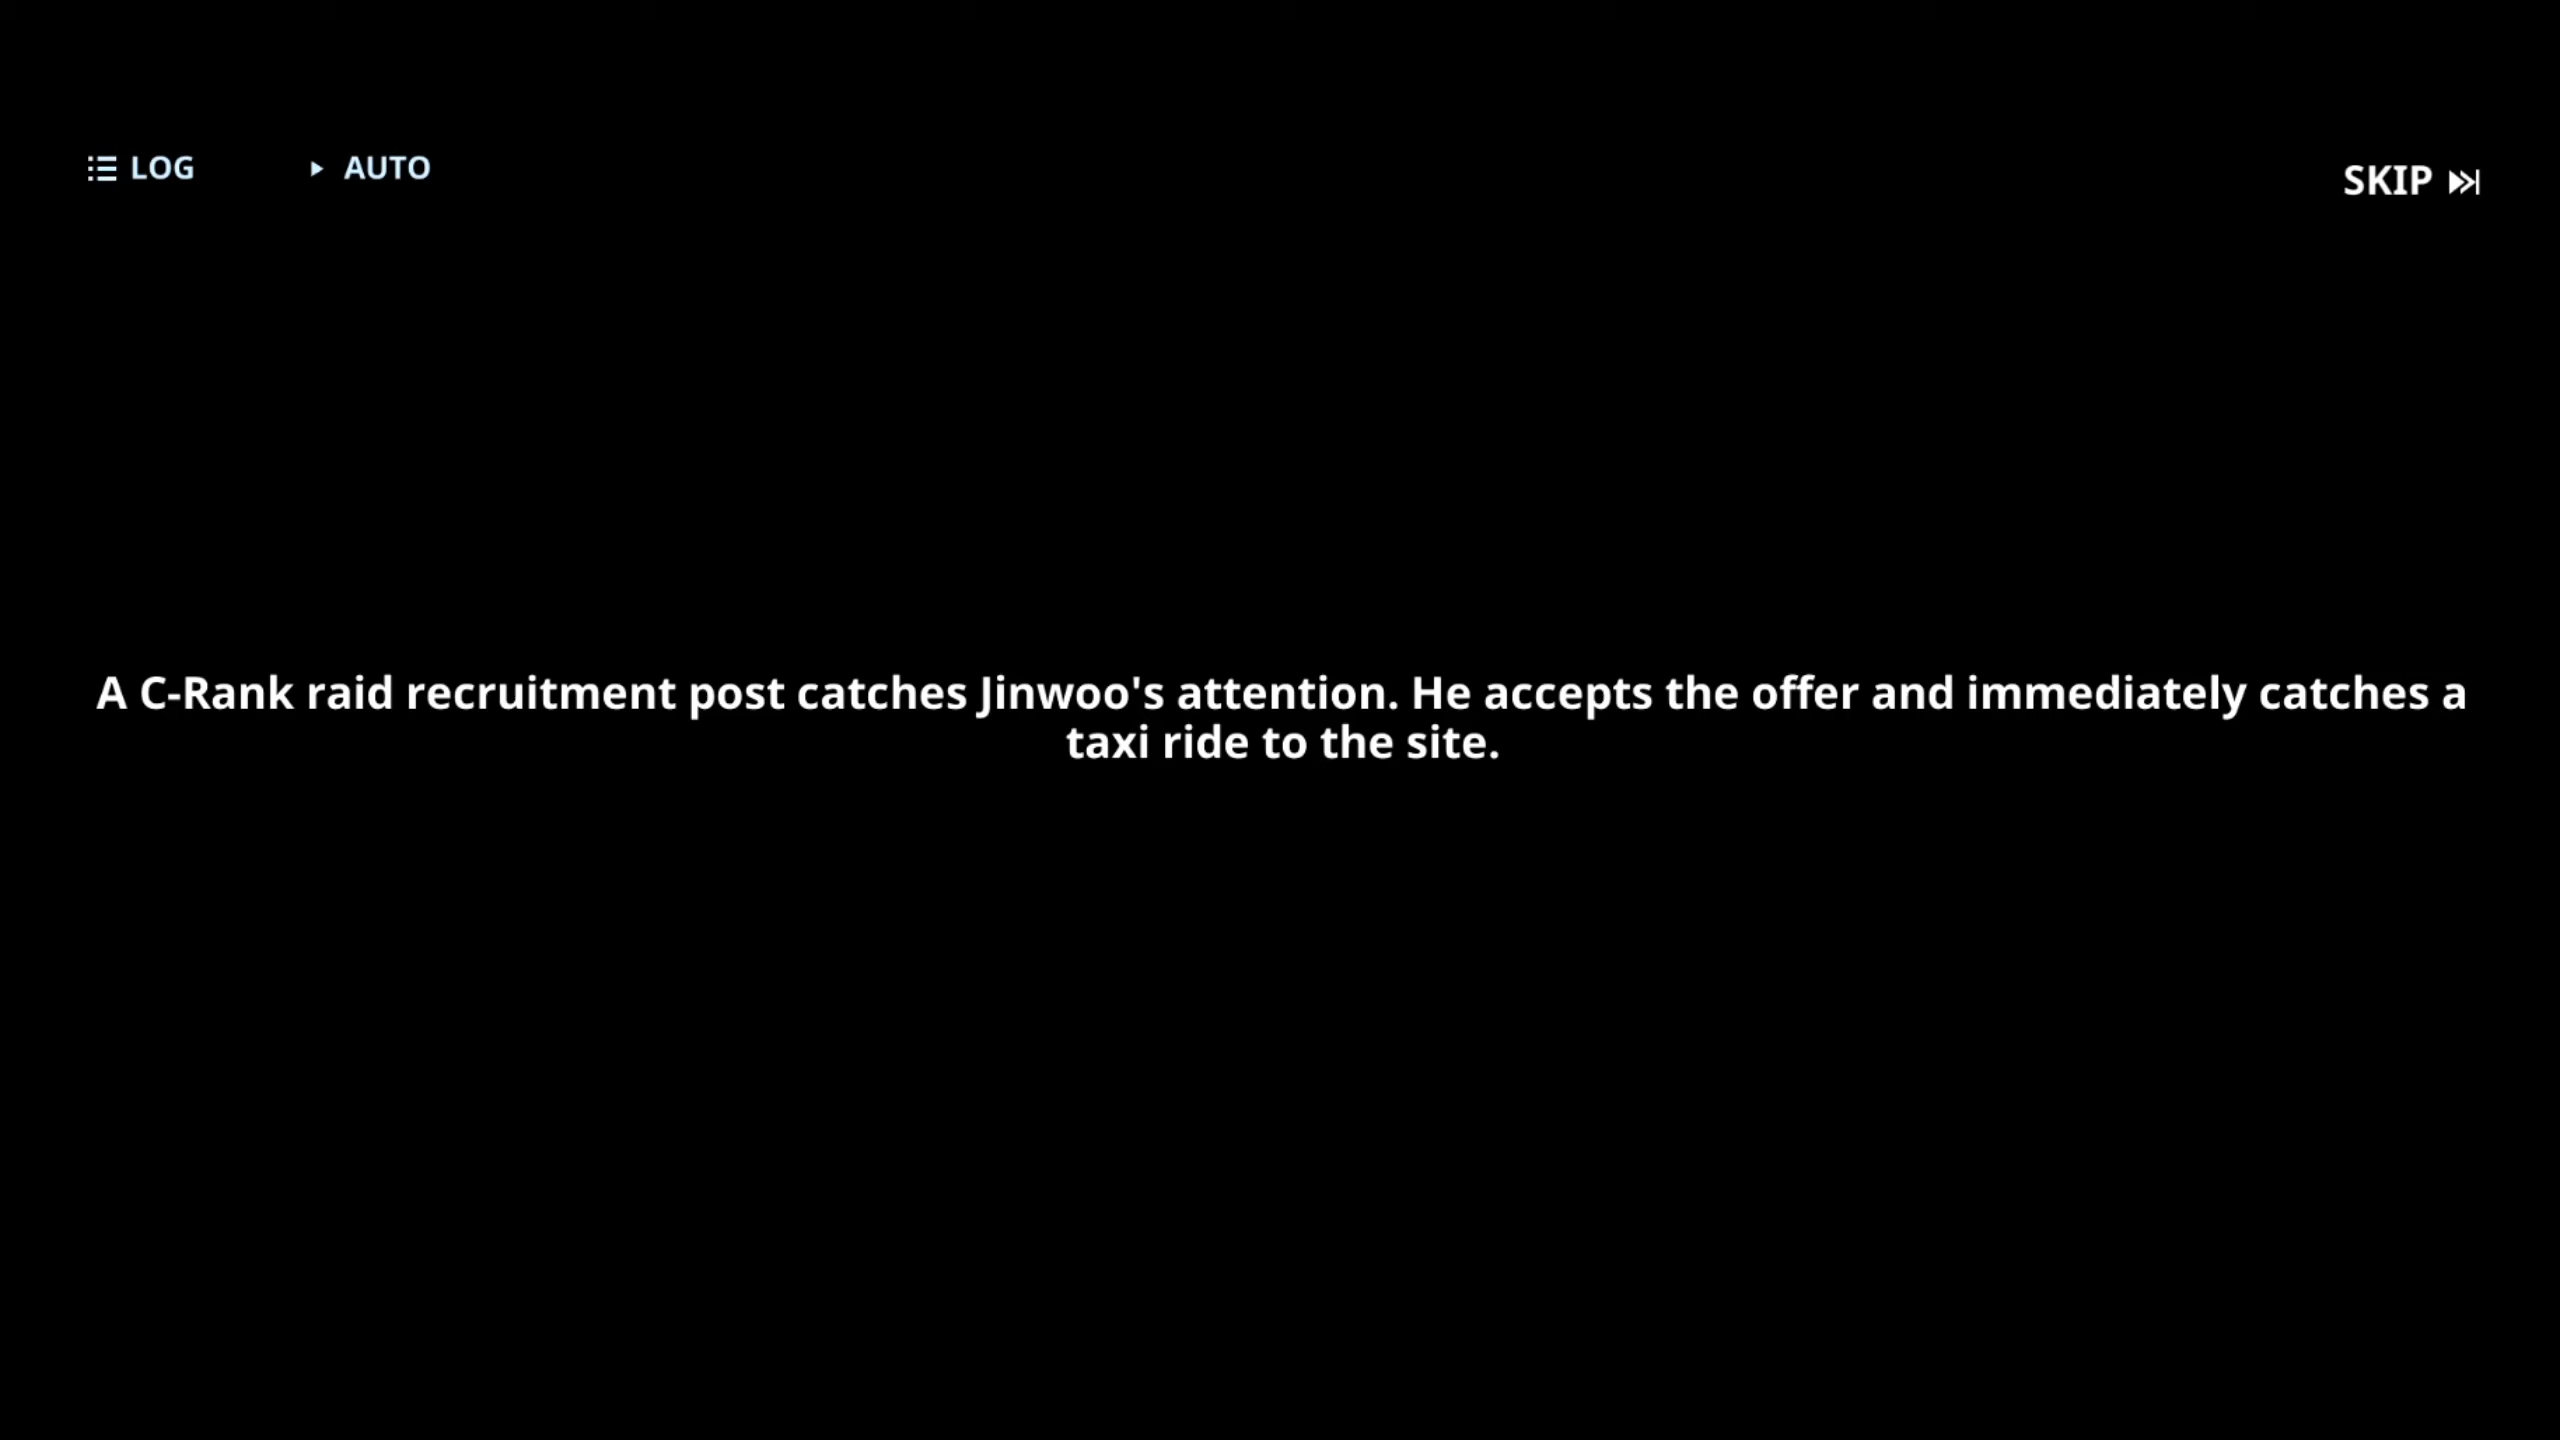 LOG
AUTO
SKIP
A C-Rank raid recruitment post catches Jinwoo's attention. He accepts the offer and immediately catches a
taxi ride to the site.